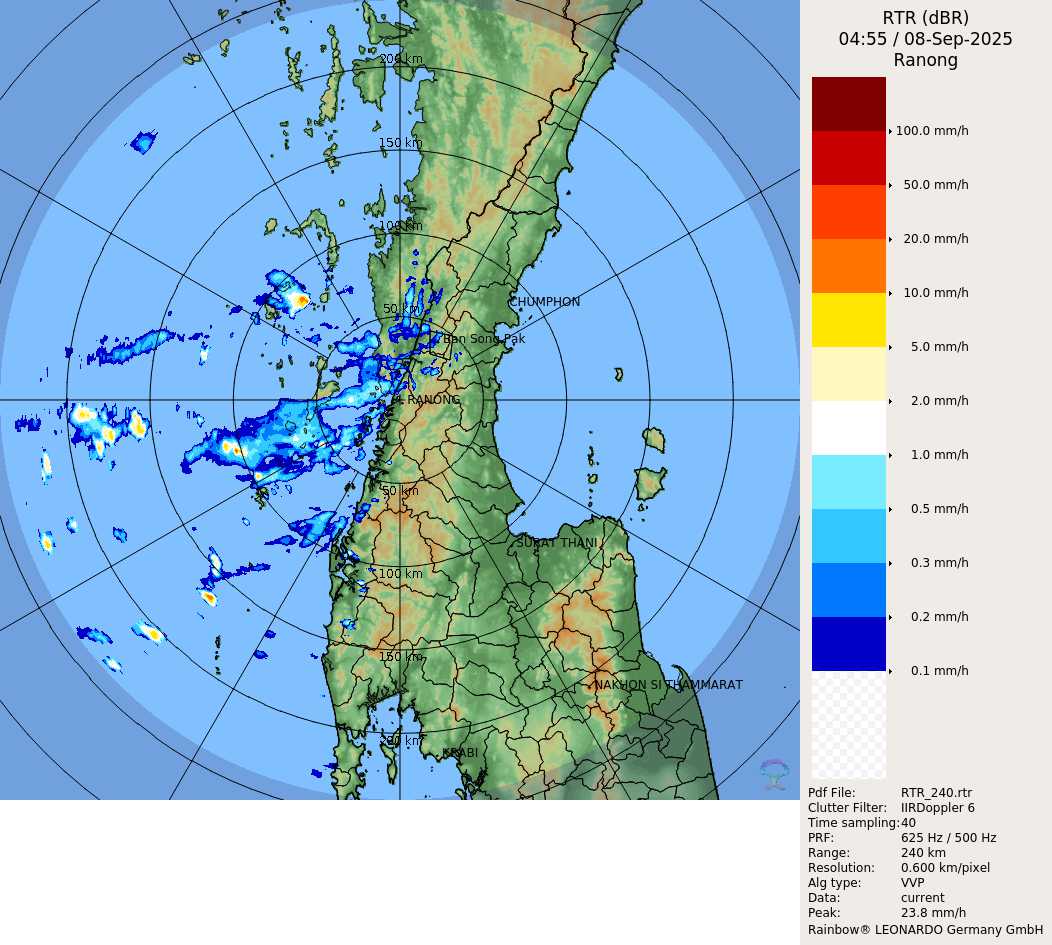 RTR (dBR)
04:55 / 08-Sep-2025
Ranong
100.0 mm/h
50.0 mm/h
20.0 mm/h
10.0 mm/h
5.0 mm/h
2.0 mm/h
1.0 mm/h
0.5 mm/h
0.3 mm/h
0.2 mm/h
0.1 mm/h
200 km
150 km
100 km
CHUMPHON
50 km
Ban Song Pak
RANONG
50 km
SURAT THANI
100 km
150 km
NAKHON SI THAMMARAT
200 km
KRABI
Pdf File: RTR_240.rtr
Clutter Filter: IIRDoppler 6
Time sampling: 40
PRF: 625 Hz / 500 Hz
Range: 240 km
Resolution: 0.600 km/pixel
Alg type: VVP
Data: current
Peak: 23.8 mm/h
Rainbow® LEONARDO Germany GmbH